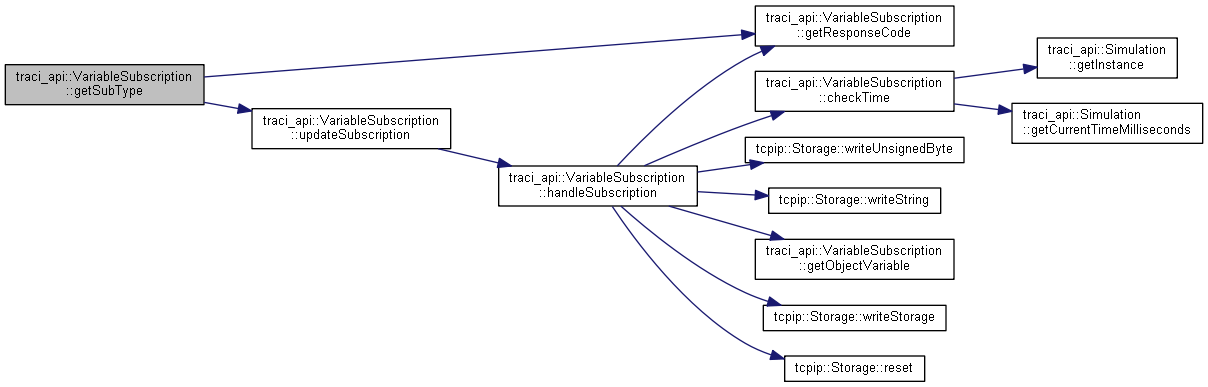 traci_api::VariableSubscription
::getSubType
traci_api::VariableSubscription
::updateSubscription
traci_api::VariableSubscription
::handleSubscription
traci_api::VariableSubscription
::getResponseCode
traci_api::VariableSubscription
::checkTime
tcpip::Storage::writeUnsignedByte
tcpip::Storage::writeString
traci_api::VariableSubscription
::getObjectVariable
tcpip::Storage::writeStorage
tcpip::Storage::reset
traci_api::Simulation
::getInstance
traci_api::Simulation
::getCurrentTimeMilliseconds